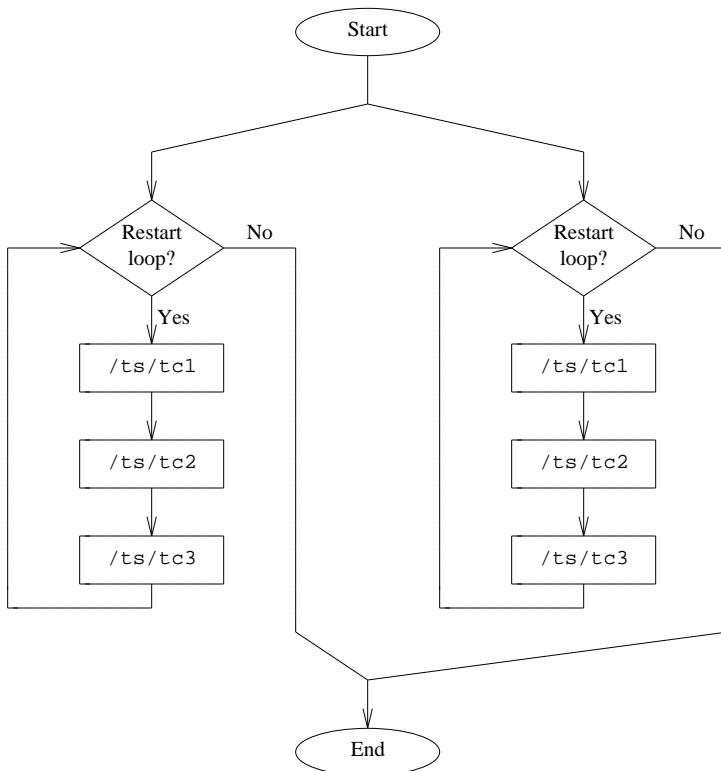 Start
Restart
loop?
No
Yes
/ts/tc1
/ts/tc2
/ts/tc3
Restart
loop?
No
Yes
/ts/tc1
/ts/tc2
/ts/tc3
End